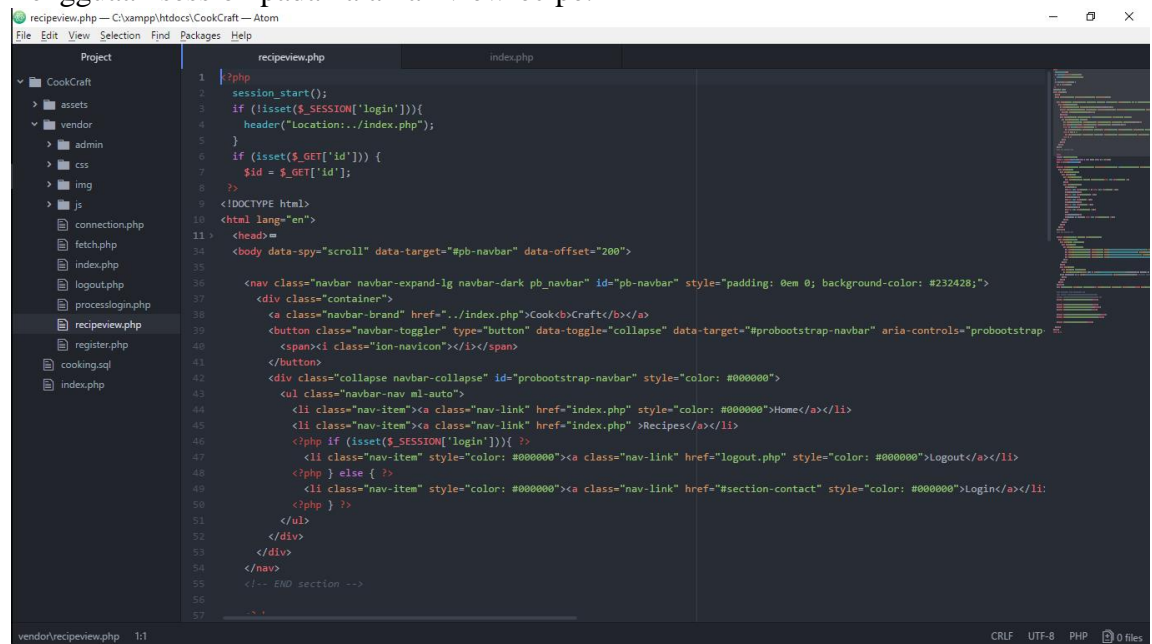 recipeview.php — C:\xampp\htdocs\CookCraft — Atom
File Edit View Selection Find Packages Help
Project
recipeview.php
index.php
CookCraft
assets
vendor
admin
css
img
js
connection.php
fetch.php
index.php
logout.php
processlogin.php
recipeview.php
register.php
cooking.sql
index.php
1 <?php
2 session_start();
3 if (!isset($_SESSION['login'])){
4 header("Location:../index.php");
5 }
6 if (isset($_GET['id'])) {
7 $id = $_GET['id'];
8 ?>
9 <!DOCTYPE html>
10 <html lang="en">
11 <head>
34 <body data-spy="scroll" data-target="#pb-navbar" data-offset="200">
35
36 <nav class="navbar navbar-expand-lg navbar-dark pb_navbar" id="pb-navbar" style="padding: 0em 0; background-color: #232428;">
37 <div class="container">
38 <a class="navbar-brand" href="../index.php">Cook<b>Craft</b></a>
39 <button class="navbar-toggler" type="button" data-toggle="collapse" data-target="#probootstrap-navbar" aria-controls="probootstrap-
40 <span><i class="ion-navicon"></i></span>
41 </button>
42 <div class="collapse navbar-collapse" id="probootstrap-navbar" style="color: #000000">
43 <ul class="navbar-nav ml-auto">
44 <li class="nav-item"><a class="nav-link" href="index.php" style="color: #000000">Home</a></li>
45 <li class="nav-item"><a class="nav-link" href="index.php" >Recipes</a></li>
46 <?php if (isset($_SESSION['login'])){ ?>
47 <li class="nav-item" style="color: #000000"><a class="nav-link" href="logout.php" style="color: #000000">Logout</a></li>
48 <?php } else { ?>
49 <li class="nav-item" style="color: #000000"><a class="nav-link" href="#section-contact" style="color: #000000">Login</a></li>
50 <?php } ?>
51 </ul>
52 </div>
53 </div>
54 </nav>
55 <!-- END section -->
56
57
vendor\recipeview.php 1:1
CRLF UTF-8 PHP 0 files